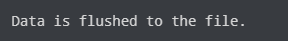 Data is flushed to the file.